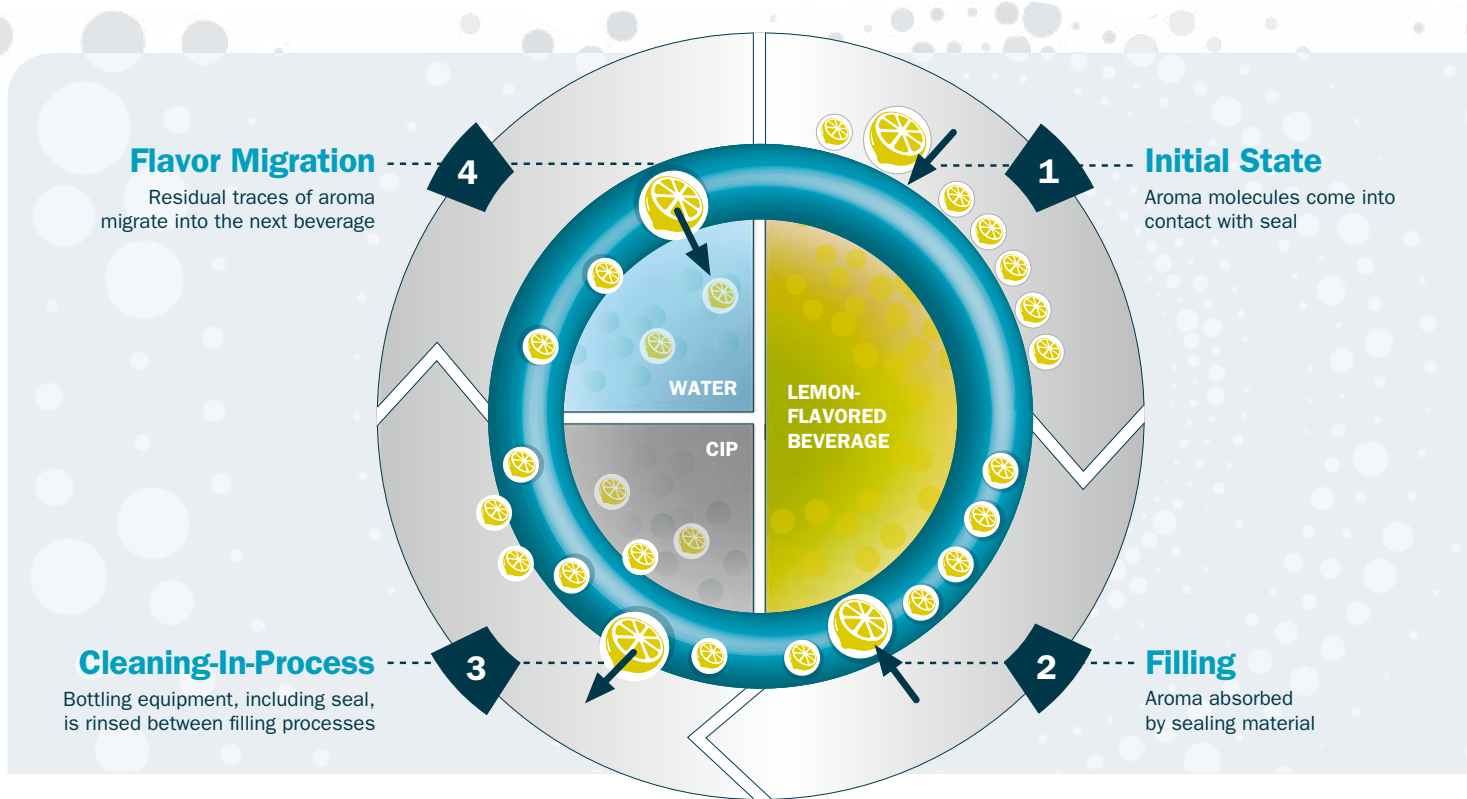 4
Flavor Migration
Residual traces of aroma
migrate into the next beverage
1
Initial State
Aroma molecules come into
contact with seal
WATER
LEMON-
FLAVORED
BEVERAGE
CIP
3
Cleaning-In-Process
Bottling equipment, including seal,
is rinsed between filling processes
2
Filling
Aroma absorbed
by sealing material